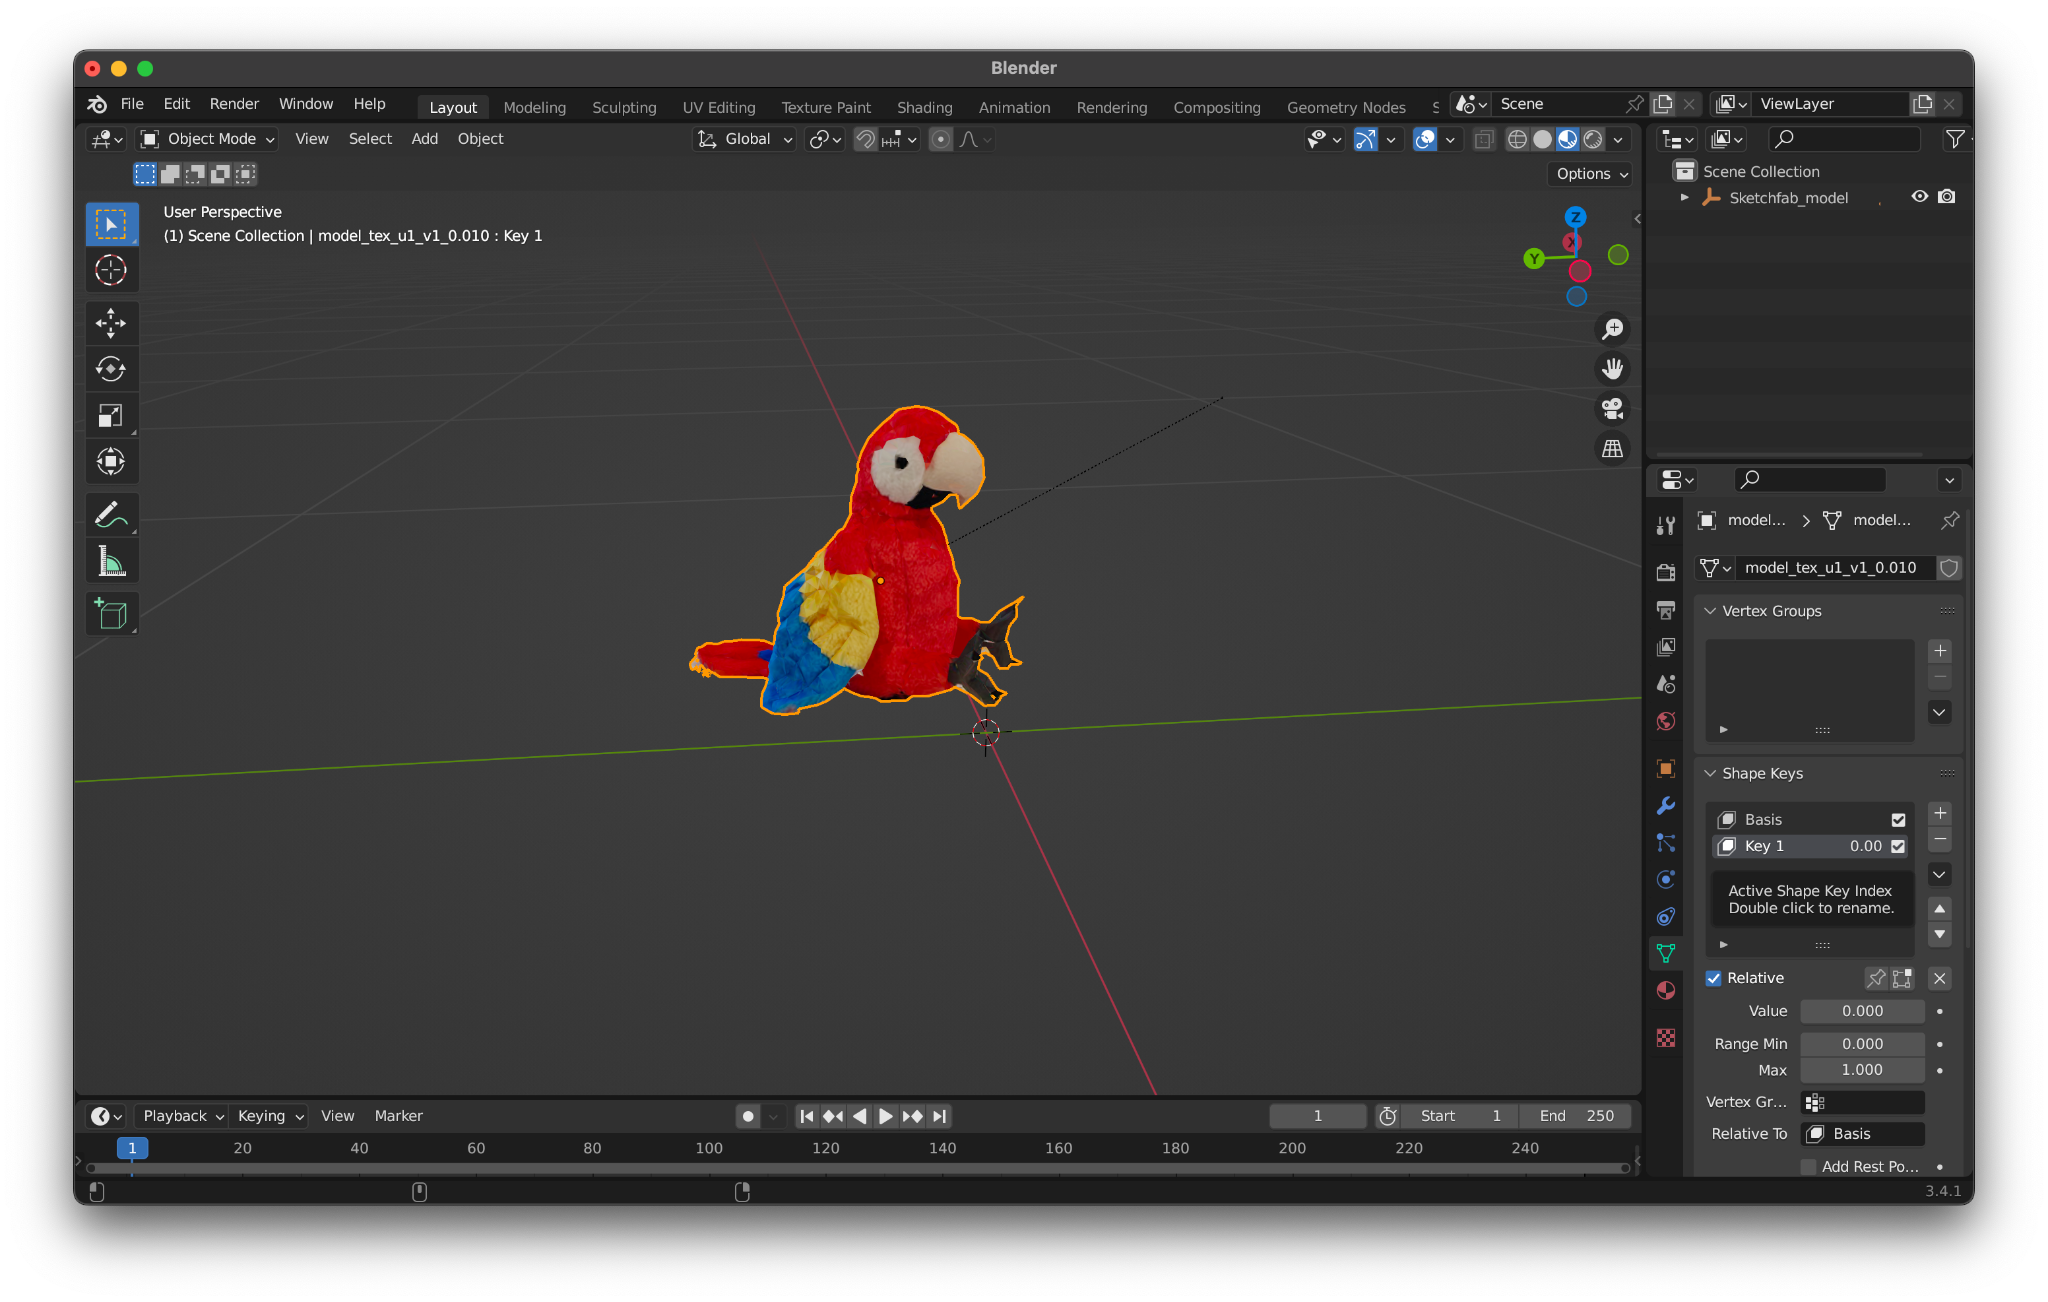 Blender
File Edit Render Window Help Layout Modeling Sculpting UV Editing Texture Paint Shading Animation Rendering Compositing Geometry Nodes Scene ViewLayer
Object Mode View Select Add Object Global
Options
User Perspective
(1) Scene Collection | model_tex_u1_v1_0.010 : Key 1
Z
X
Y
Scene Collection
Sketchfab_model
model... > model...
model_tex_u1_v1_0.010
Vertex Groups
Shape Keys
Basis
Key 1 0.00
Active Shape Key Index
Double click to rename.
Relative
Value 0.000
Range Min 0.000
Max 1.000
Vertex Gr...
Relative To Basis
Add Rest Po...
Playback Keying View Marker 1 Start 1 End 250
1 20 40 60 80 100 120 140 160 180 200 220 240
3.4.1